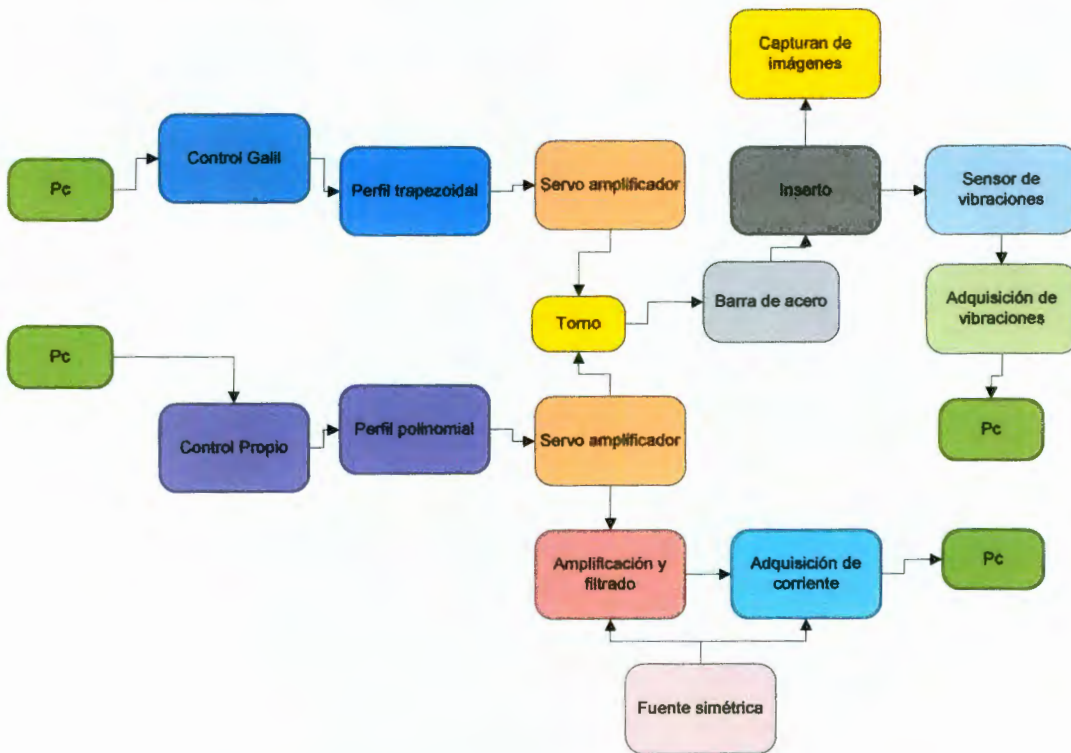 Capturan de
imágenes
Control Galil
Pc
Perfil trapezoidal
Servo amplificador
Inserto
Sensor de
vibraciones
Barra de acero
Adquisición de
vibraciones
Torno
Pc
Control Propio
Perfil polinomial
Servo amplificador
Pc
Amplificación y
filtrado
Adquisición de
corriente
Pc
Fuente simétrica